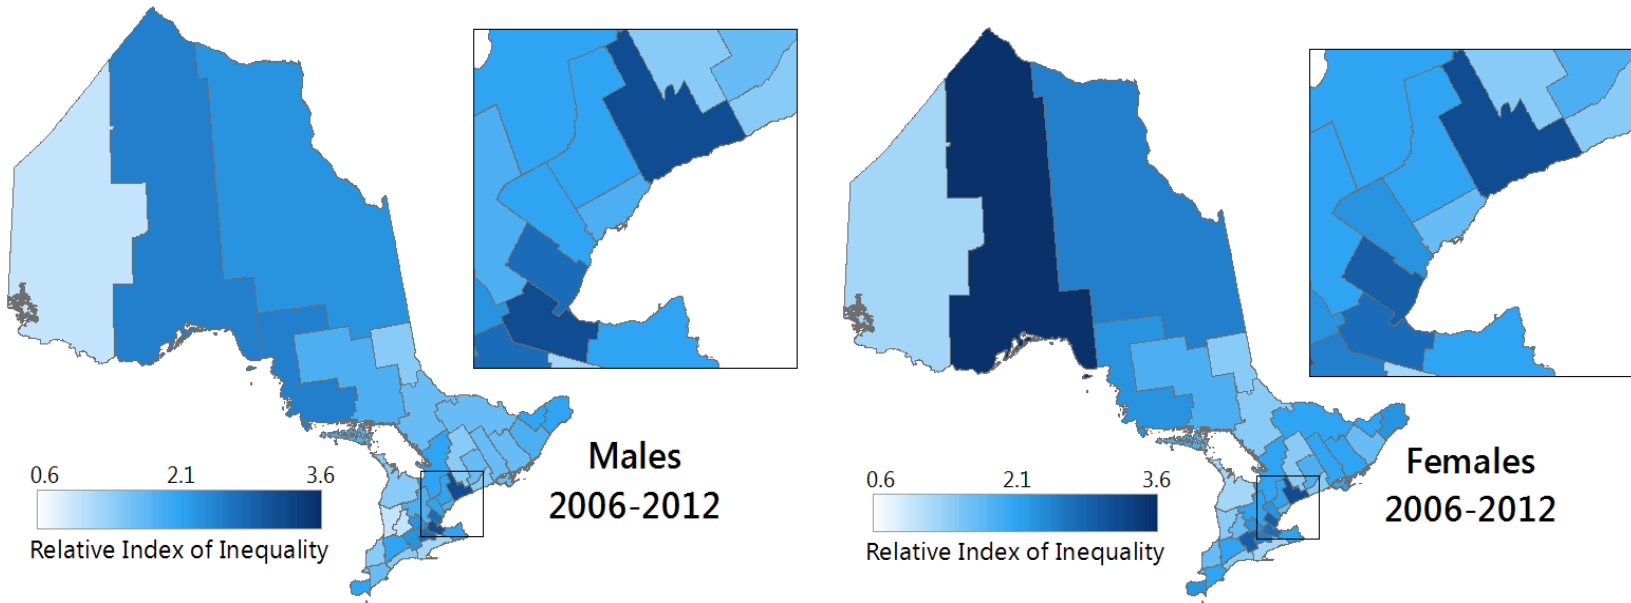 Males
2006-2012
0.6 2.1 3.6
Relative Index of Inequality
Females
2006-2012
0.6 2.1 3.6
Relative Index of Inequality